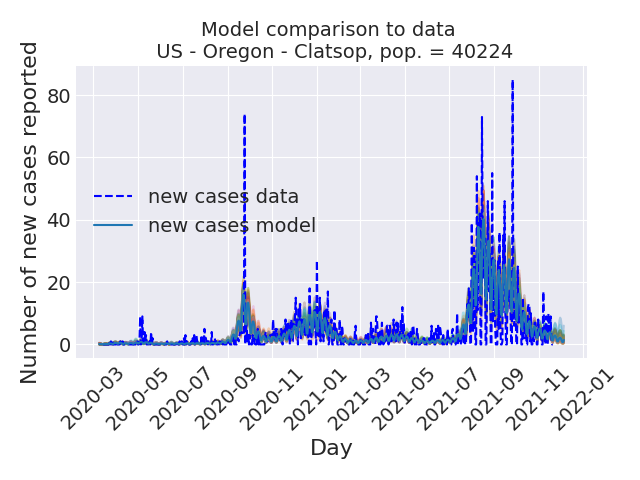 Model comparison to data
US - Oregon - Clatsop, pop. = 40224
Number of new cases reported
80
60
40
20
0
new cases data
new cases model
2020-03
2020-05
2020-07
2020-09
2020-11
2021-01
2021-03
2021-05
2021-07
2021-09
2021-11
2022-01
Day